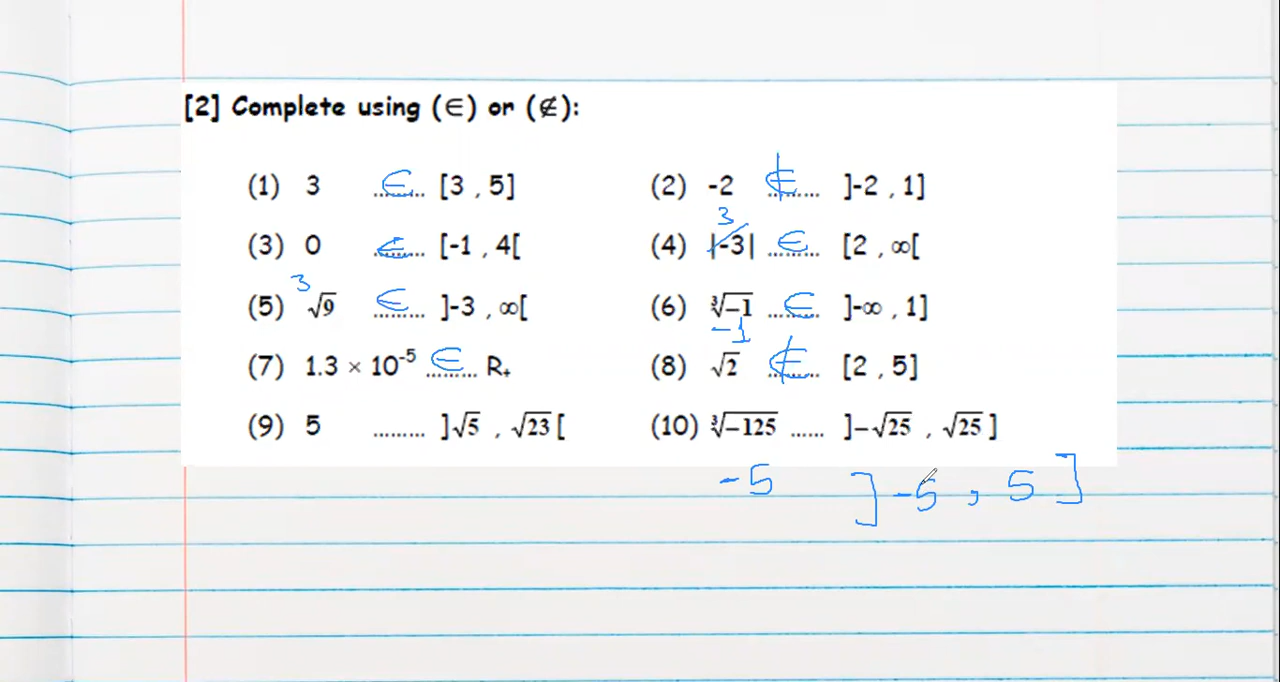 [2] Complete using (∈) or (∉):
(1) 3 ....∈.... [3 , 5] (2) -2 ....∉.... ]-2 , 1]
3
(3) 0 ....∈.... [-1 , 4[ (4) |-3| ....∈.... [2 , ∞[
3
(5) √9 ....∈.... ]-3 , ∞[ (6) ∛-1 ....∈.... ]-∞ , 1]
-1
(7) 1.3 × 10⁻⁵ ....∈.... R₊ (8) √2 ....∉.... [2 , 5]
(9) 5 ......... ]√5 , √23 [ (10) ∛-125 ...... ]-√25 , √25 ]
-5 ]-5 , 5]